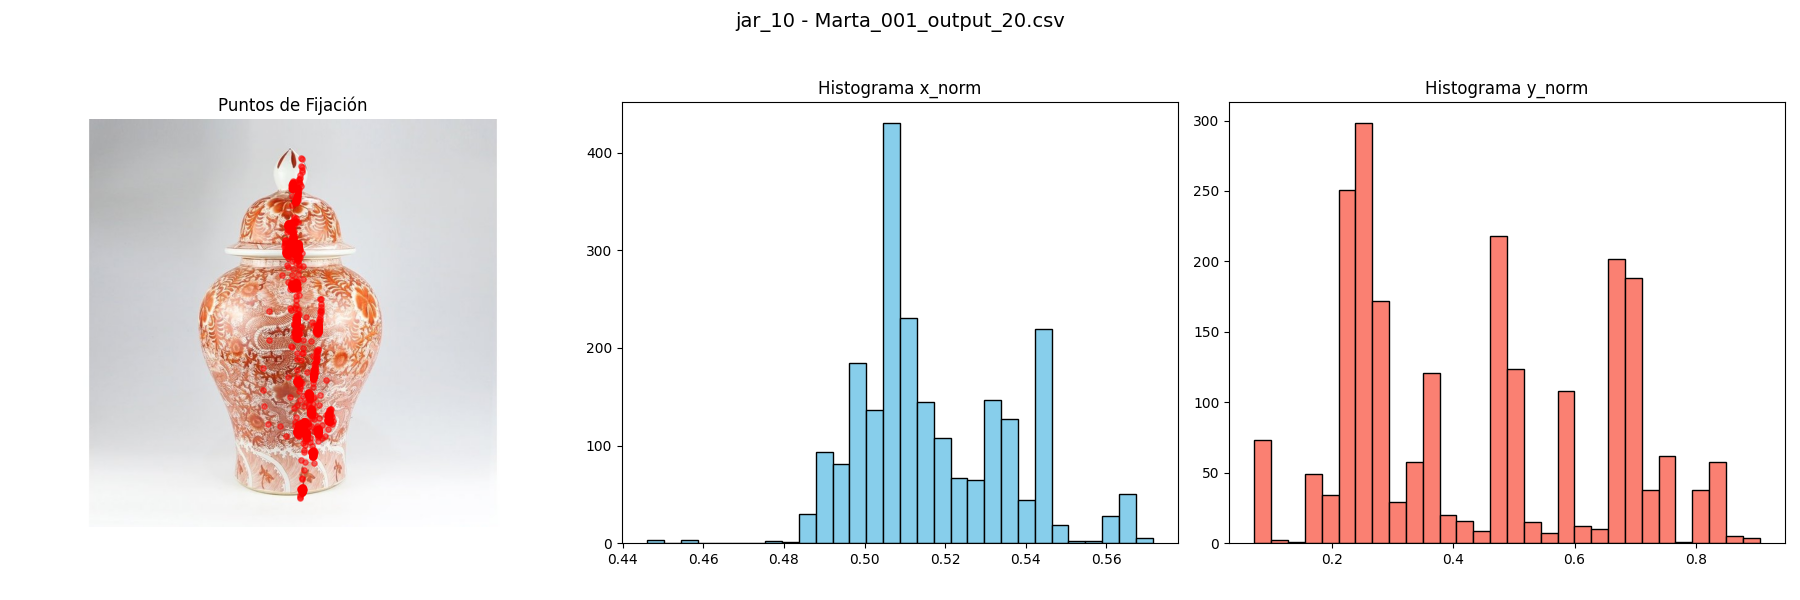 jar_10 - Marta_001_output_20.csv
Puntos de Fijación
Histograma x_norm
400
300
200
100
0
0.44 0.46 0.48 0.50 0.52 0.54 0.56
Histograma y_norm
300
250
200
150
100
50
0
0.2 0.4 0.6 0.8